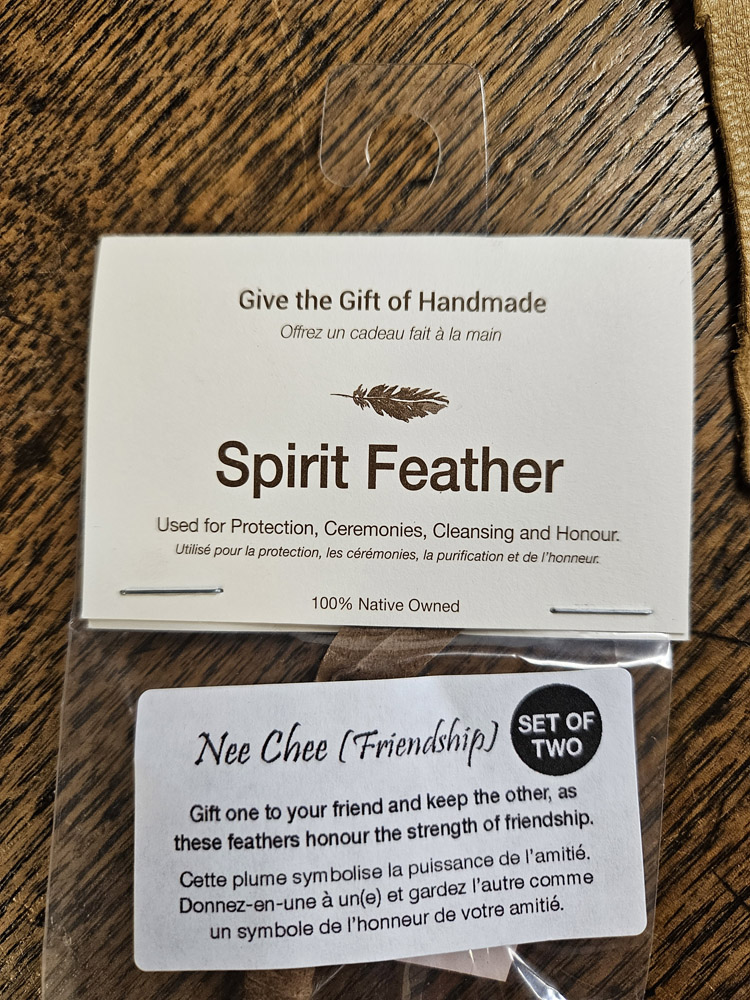 Give the Gift of Handmade
Offrez un cadeau fait à la main
Spirit Feather
Used for Protection, Ceremonies, Cleansing and Honour.
Utilisé pour la protection, les cérémonies, la purification et de l'honneur.
100% Native Owned
Nee Chee (Friendship)
SET OF
TWO
Gift one to your friend and keep the other, as
these feathers honour the strength of friendship.
Cette plume symbolise la puissance de l'amitié.
Donnez-en-une à un(e) et gardez l'autre comme
un symbole de l'honneur de votre amitié.